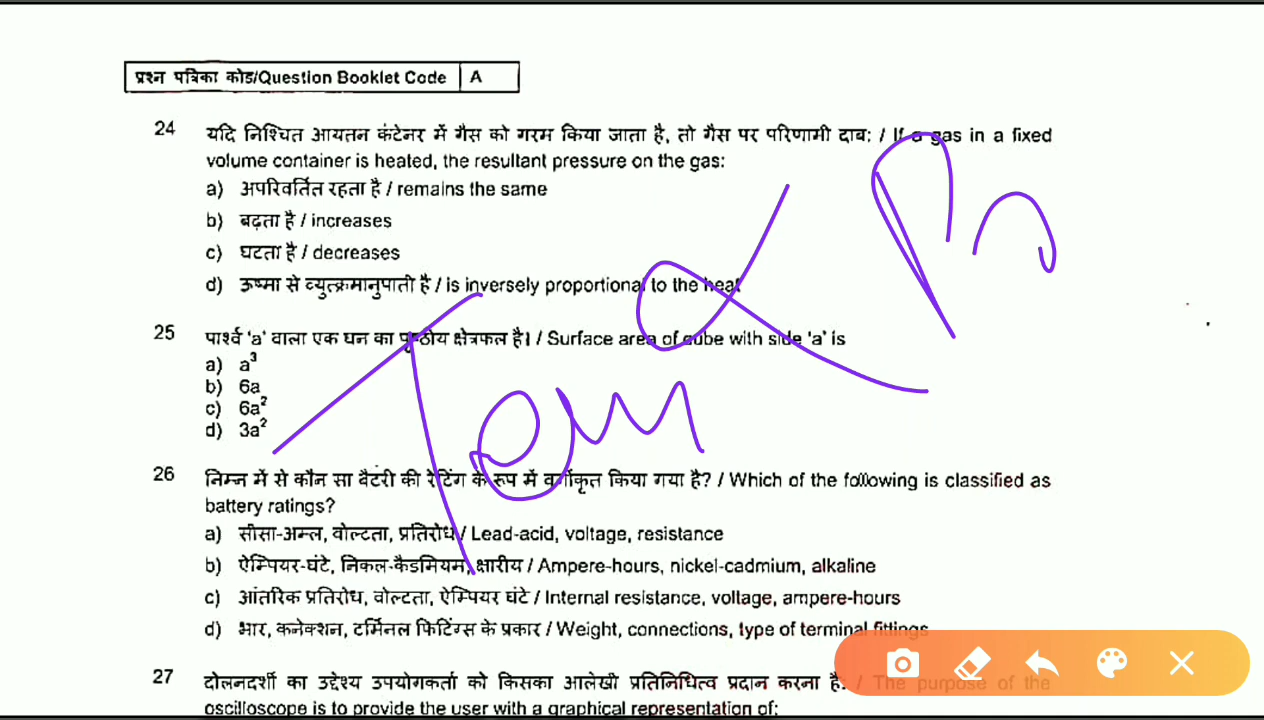 प्रश्न पत्रिका कोड/Question Booklet Code A
24 यदि निश्चित आयतन कंटेनर में गैस को गरम किया जाता है, तो गैस पर परिणामी दाब: / If a gas in a fixed
volume container is heated, the resultant pressure on the gas:
a) अपरिवर्तित रहता है / remains the same
b) बढ़ता है / increases
c) घटता है / decreases
d) ऊष्मा से व्युत्क्रमानुपाती है / is inversely proportional to the heat
25 पार्श्व 'a' वाला एक घन का पृष्ठीय क्षेत्रफल है। / Surface area of cube with side 'a' is
a) a³
b) 6a
c) 6a²
d) 3a²
26 निम्न में से कौन सा बैटरी की रेटिंग के रूप में वर्गीकृत किया गया है? / Which of the following is classified as
battery ratings?
a) सीसा-अम्ल, वोल्टता, प्रतिरोध / Lead-acid, voltage, resistance
b) ऐम्पियर-घंटे, निकल-कैडमियम, क्षारीय / Ampere-hours, nickel-cadmium, alkaline
c) आंतरिक प्रतिरोध, वोल्टता, ऐम्पियर घंटे / Internal resistance, voltage, ampere-hours
d) भार, कनेक्शन, टर्मिनल फिटिंग्स के प्रकार / Weight, connections, type of terminal fittings
27 दोलनदर्शी का उद्देश्य उपयोगकर्ता को किसका आलेखी प्रतिनिधित्व प्रदान करना है: / The purpose of the
oscilloscope is to provide the user with a graphical representation of: